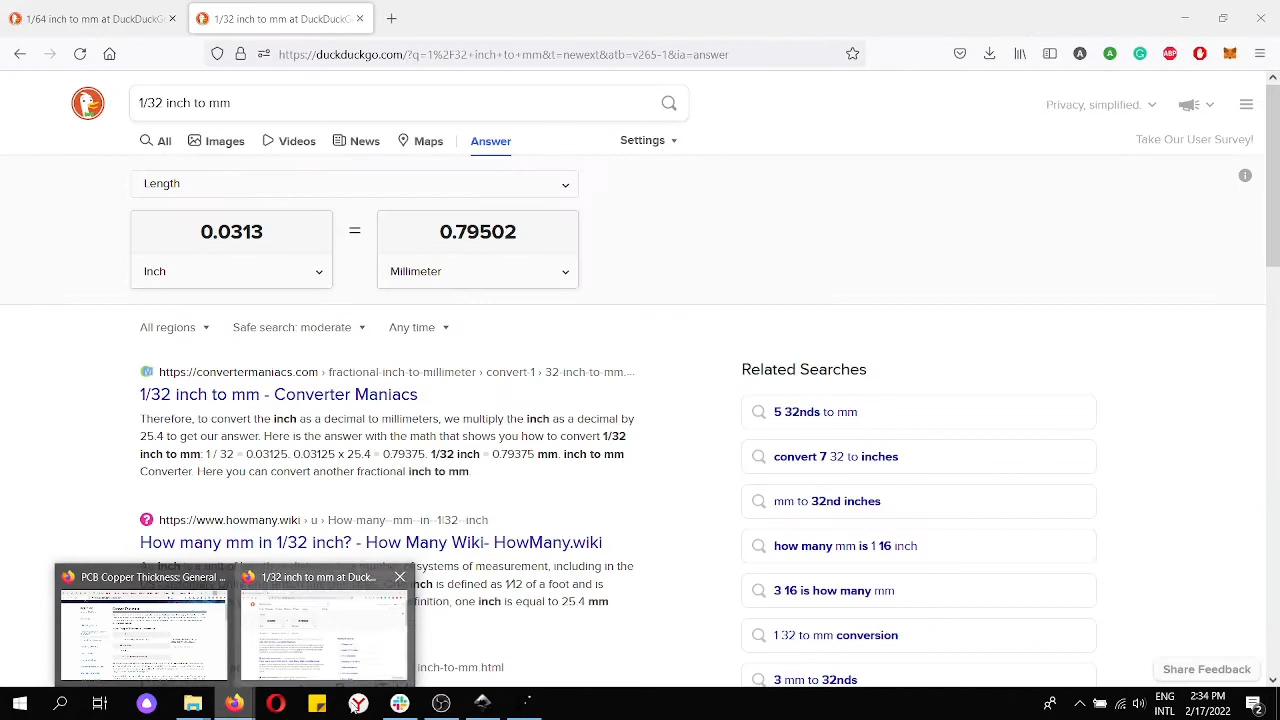 1/64 inch to mm at DuckDuckG
1/32 inch to mm at DuckDuckG
https://duckduckgo.com/?q=1%2F32+inch+to+mm&t=newext&atb=v265-1&ia=answer
1/32 inch to mm
Privacy, simplified.
All
Images
Videos
News
Maps
Answer
Settings
Take Our User Survey!
Length
0.0313
=
0.79502
Inch
Millimeter
All regions
Safe search: moderate
Any time
https://convertermaniacs.com › fractional-inch-to-millimeter › convert-1 › 32-inch-to-mm...
1/32 inch to mm - Converter Maniacs
Therefore, to convert the inch as a decimal to millimeters, we multiply the inch as a decimal by
25.4 to get our answer. Here is the answer with the math that shows you how to convert 1/32
inch to mm: 1 / 32 = 0.03125. 0.03125 x 25.4 = 0.79375. 1/32 inch = 0.79375 mm. inch to mm
Converter. Here you can convert another fractional inch to mm.
https://www.howmany.wiki › u › How-many--mm--in--1/32--inch
How many mm in 1/32 inch? - How Many Wiki- HowMany.wiki
systems of measurement, including in the
inch is defined as 1⁄12 of a foot and is
inition, one inch is equal to 25.4 mm
inch-to-mm.html
Related Searches
5 32nds to mm
convert 7 32 to inches
mm to 32nd inches
how many mm is 1 16 inch
3 16 is how many mm
1 32 to mm conversion
3 mm to 32nds
Share Feedback
PCB Copper Thickness: General ...
1/32 inch to mm at Duck...
ENG
INTL
2:34 PM
2/17/2022
2